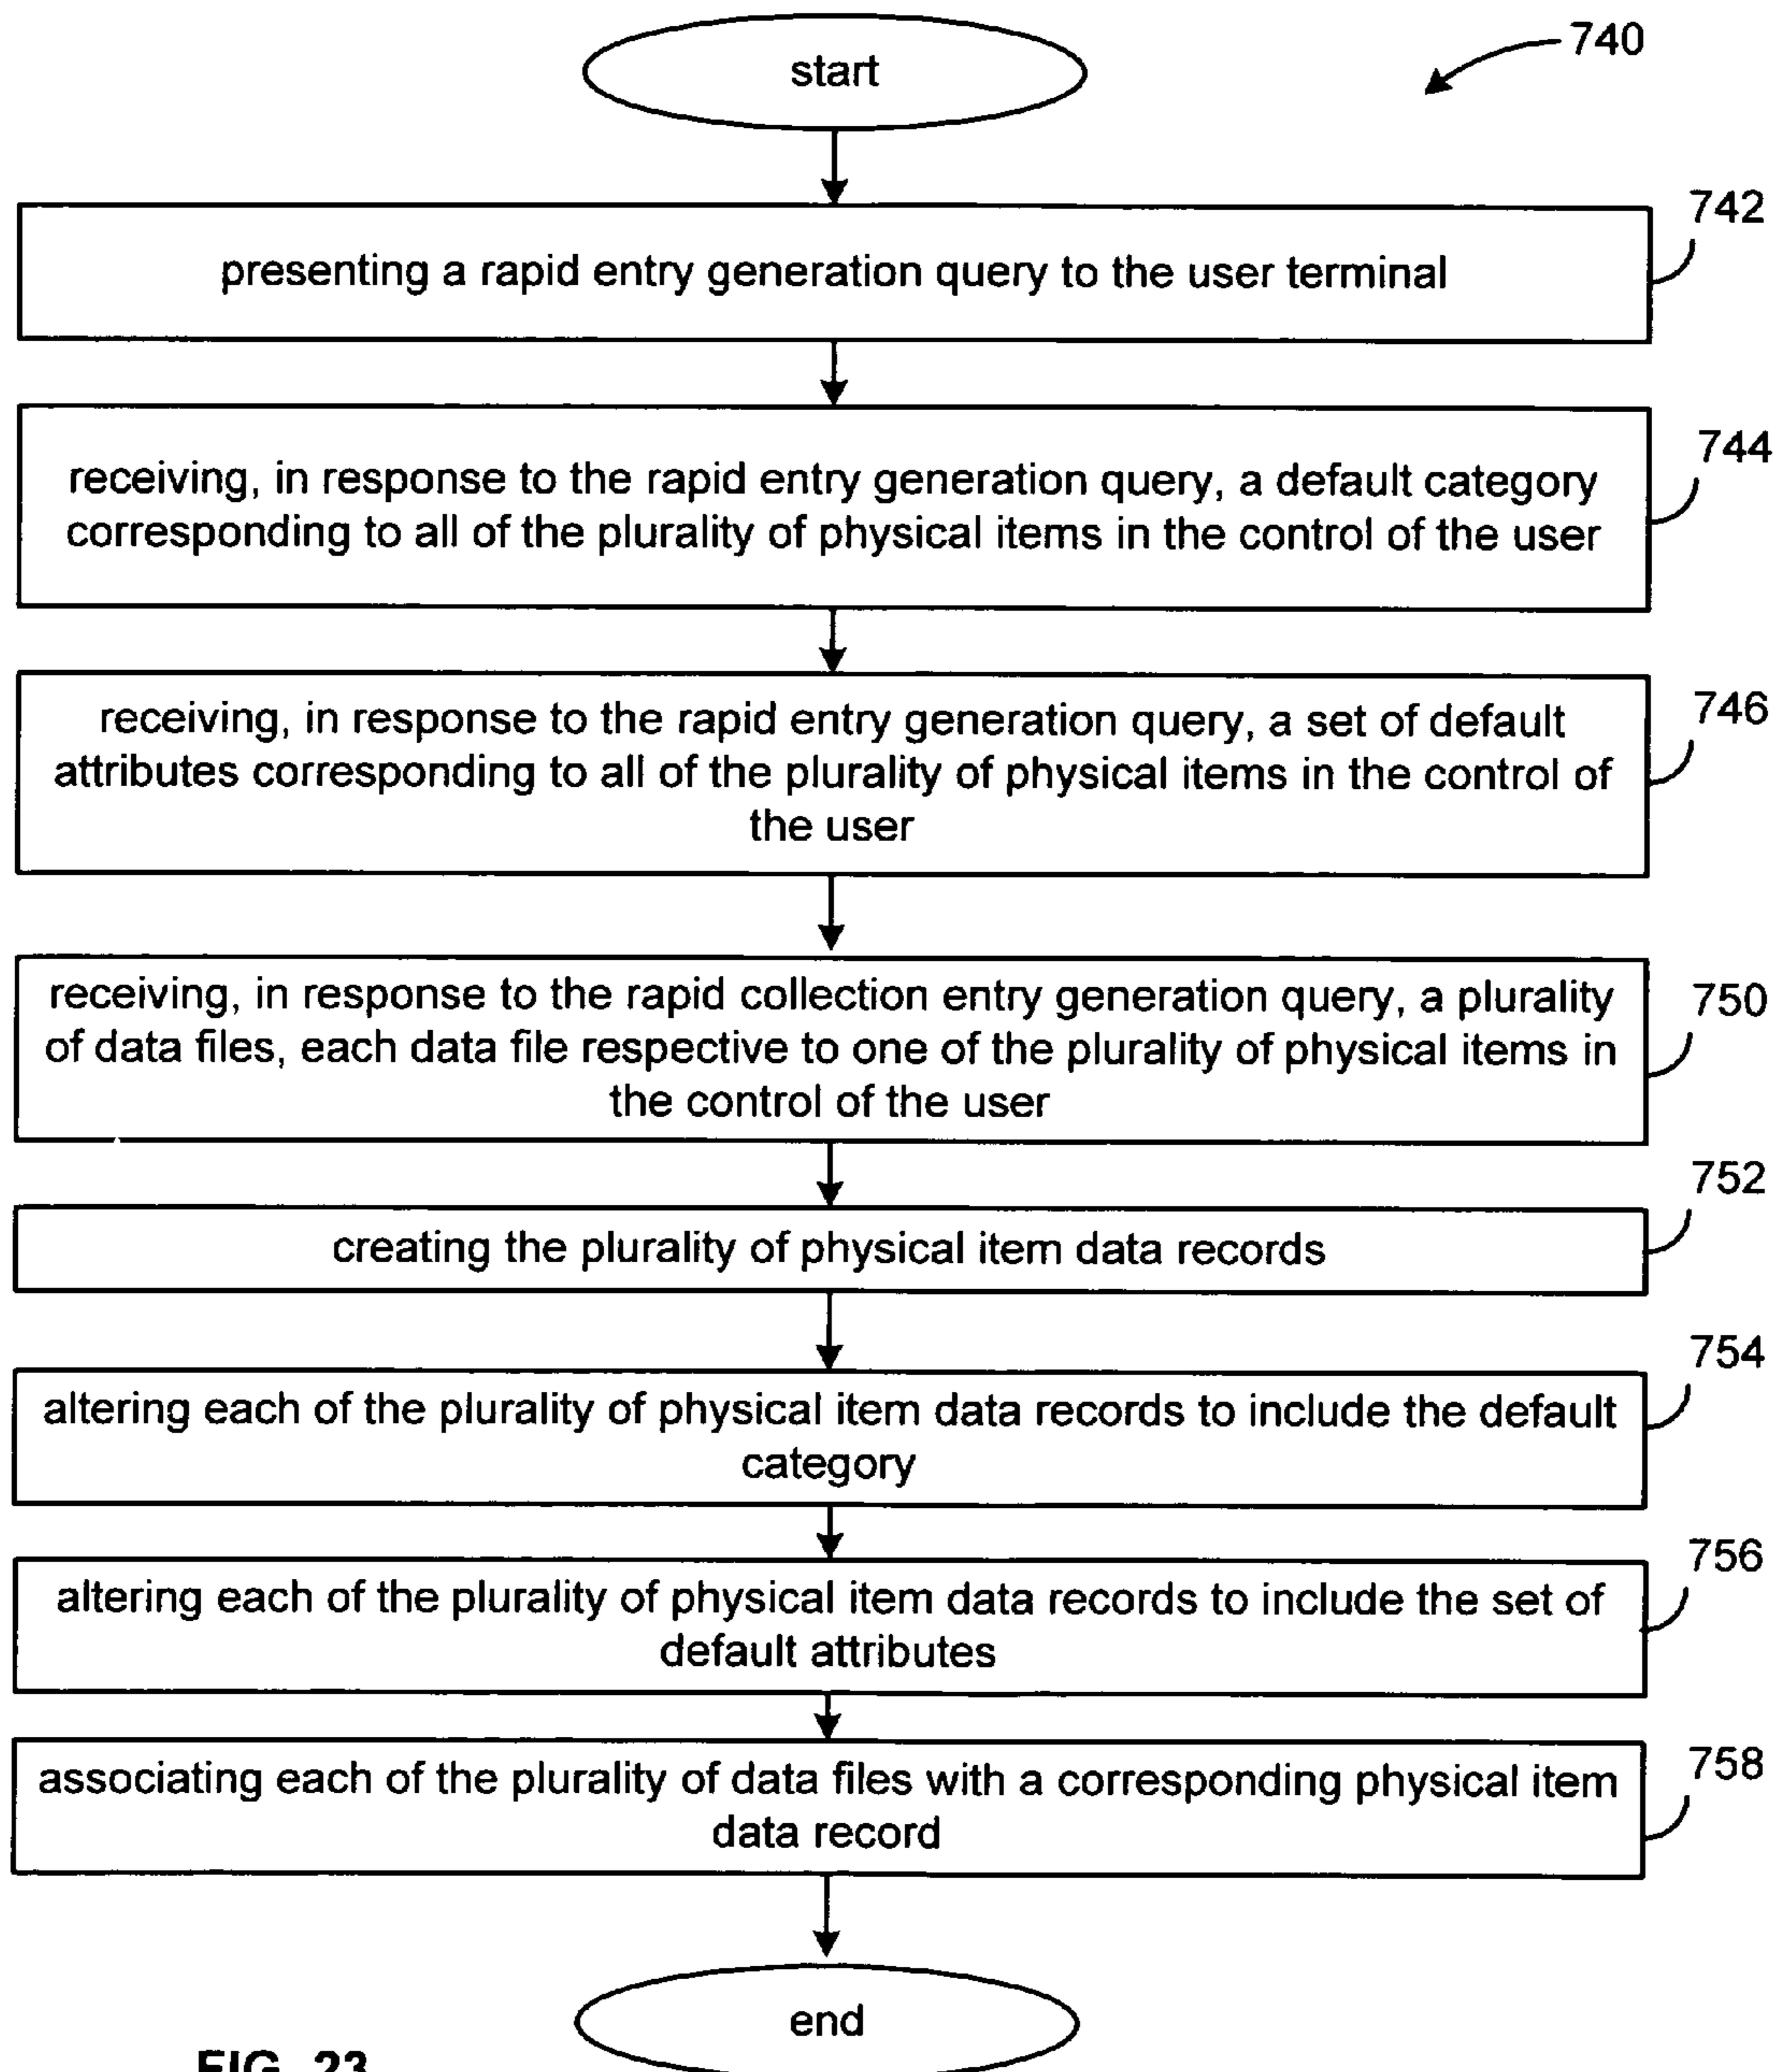 start
740
742
presenting a rapid entry generation query to the user terminal
744
receiving, in response to the rapid entry generation query, a default category
corresponding to all of the plurality of physical items in the control of the user
746
receiving, in response to the rapid entry generation query, a set of default
attributes corresponding to all of the plurality of physical items in the control of
the user
750
receiving, in response to the rapid collection entry generation query, a plurality
of data files, each data file respective to one of the plurality of physical items in
the control of the user
752
creating the plurality of physical item data records
754
altering each of the plurality of physical item data records to include the default
category
756
altering each of the plurality of physical item data records to include the set of
default attributes
758
associating each of the plurality of data files with a corresponding physical item
data record
end
FIG. 23